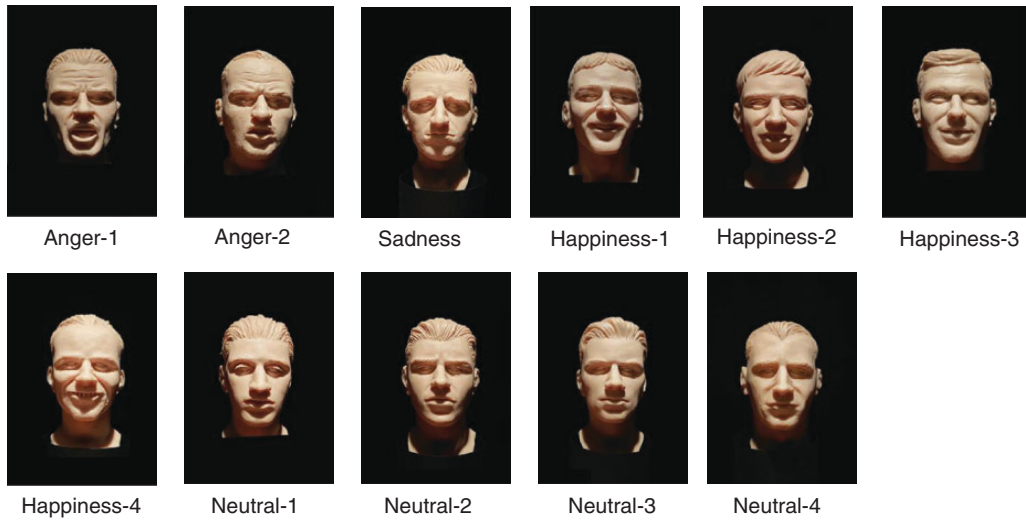 Anger-1
Anger-2
Sadness
Happiness-1
Happiness-2
Happiness-3
Happiness-4
Neutral-1
Neutral-2
Neutral-3
Neutral-4